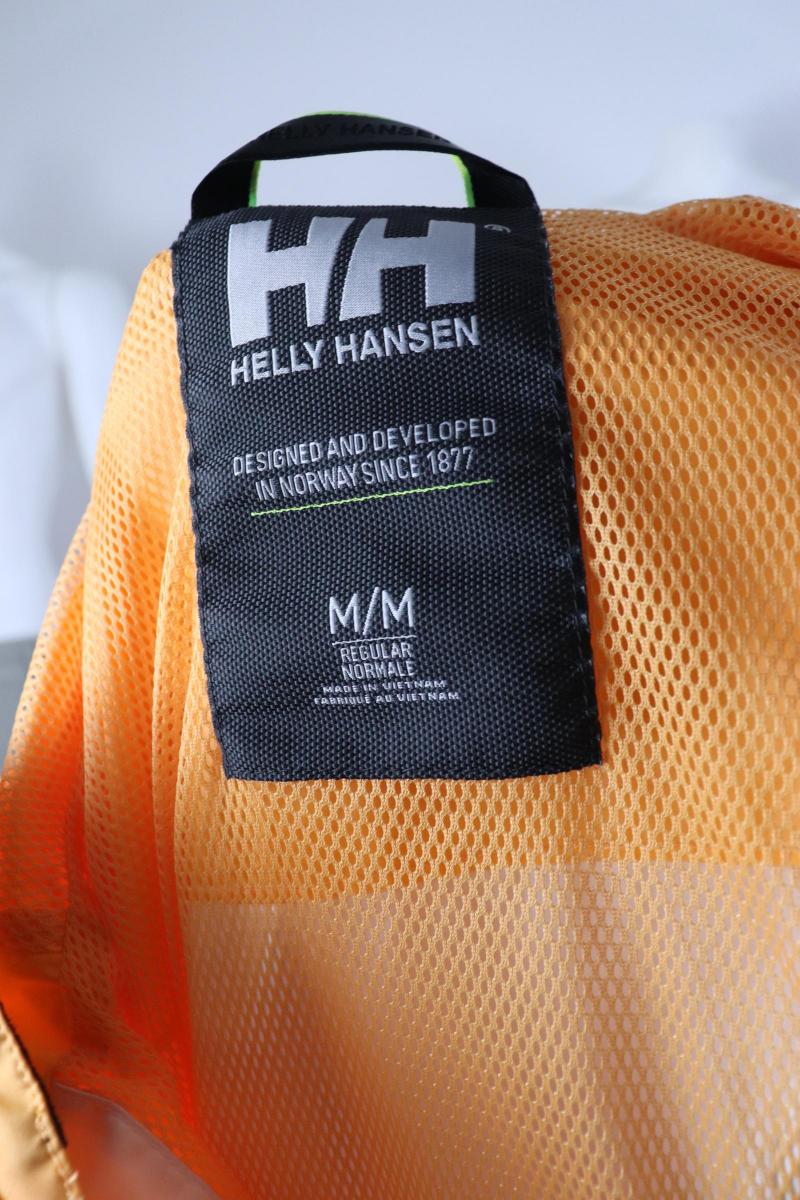 HELLY HANSEN
HH®
HELLY HANSEN
DESIGNED AND DEVELOPED
IN NORWAY SINCE 1877
M/M
REGULAR
NORMALE
MADE IN VIETNAM
FABRIQUE AU VIETNAM